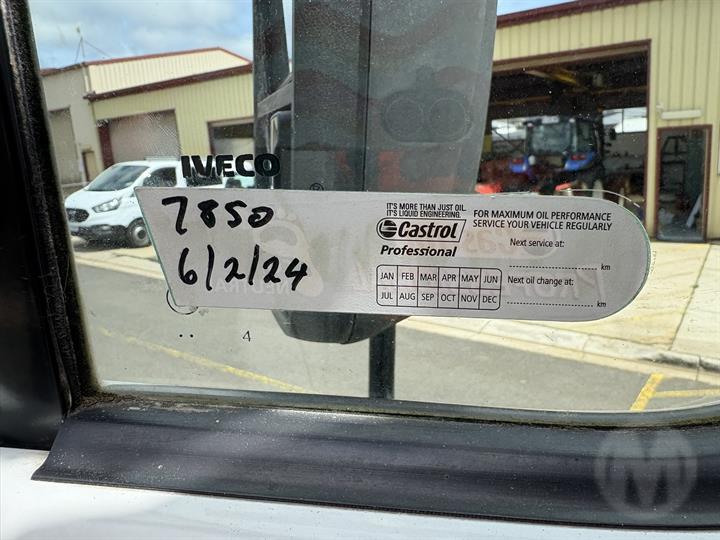 IVECO
7850
6/2/24
IT'S MORE THAN JUST OIL.
IT'S LIQUID ENGINEERING.
Castrol
Professional
JAN FEB MAR APR MAY JUN
JUL AUG SEP OCT NOV DEC
FOR MAXIMUM OIL PERFORMANCE
SERVICE YOUR VEHICLE REGULARLY
Next service at:
km
Next oil change at:
km
4
M